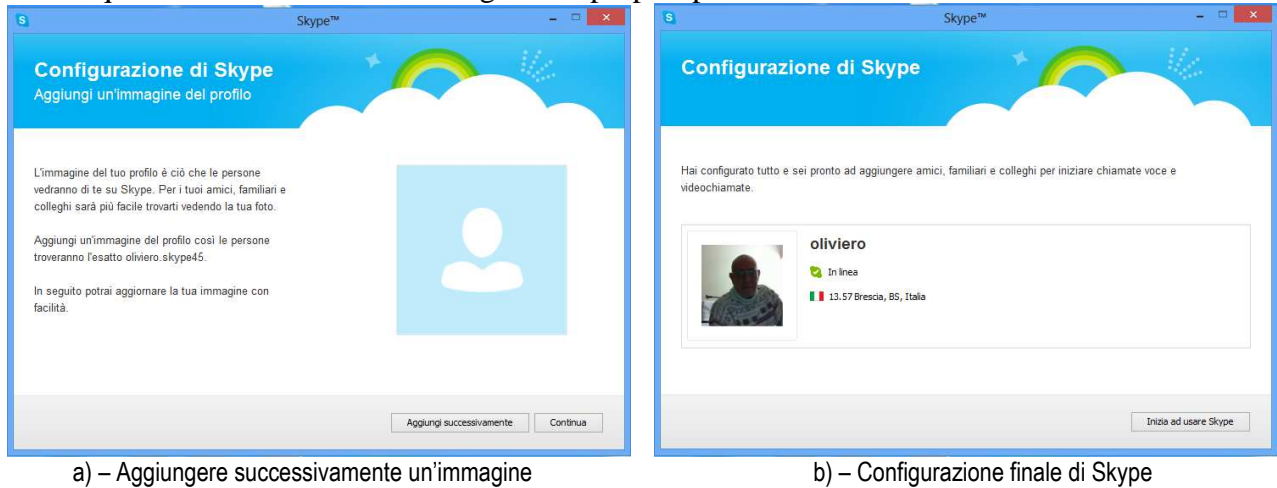 Skype™
Configurazione di Skype
Aggiungi un'immagine del profilo
L'immagine del tuo profilo è ciò che le persone
vedranno di te su Skype. Per i tuoi amici, familiari e
colleghi sarà più facile trovarti vedendo la tua foto.
Aggiungi un'immagine del profilo così le persone
troveranno l'esatto oliviero.skype45.
In seguito potrai aggiornare la tua immagine con
facilità.
Aggiungi successivamente
Continua
a) – Aggiungere successivamente un'immagine
Skype™
Configurazione di Skype
Hai configurato tutto e sei pronto ad aggiungere amici, familiari e colleghi per iniziare chiamate voce e
videochiamate.
oliviero
In linea
13.57 Brescia, BS, Italia
Inizia ad usare Skype
b) – Configurazione finale di Skype